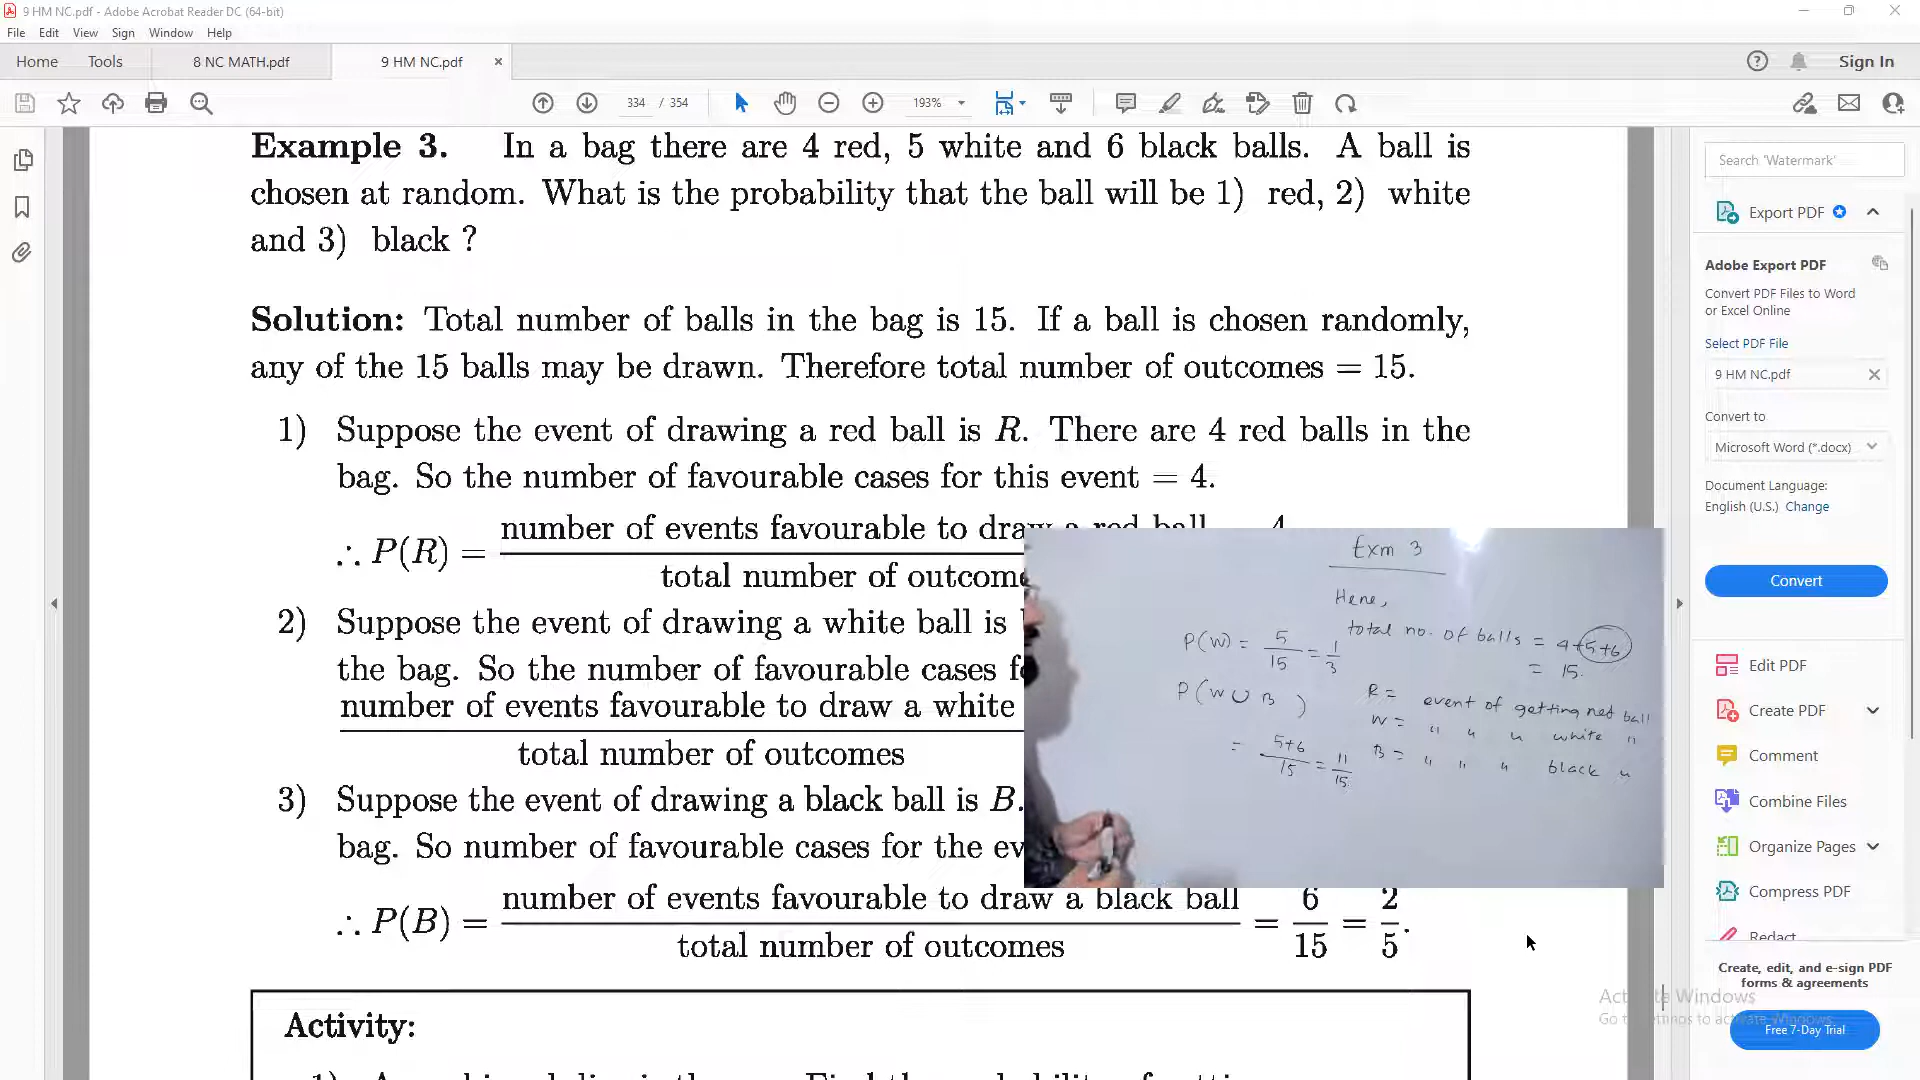 9 HM NC.pdf - Adobe Acrobat Reader DC (64-bit)
File Edit View Sign Window Help
Home Tools 8 NC MATH.pdf 9 HM NC.pdf × Sign In
334 / 354 193%
Example 3. In a bag there are 4 red, 5 white and 6 black balls. A ball is
chosen at random. What is the probability that the ball will be 1) red, 2) white
and 3) black ?
Solution: Total number of balls in the bag is 15. If a ball is chosen randomly,
any of the 15 balls may be drawn. Therefore total number of outcomes = 15.
1) Suppose the event of drawing a red ball is R. There are 4 red balls in the
bag. So the number of favourable cases for this event = 4.
number of events favourable to draw a red ball 4
∴ P(R) =
total number of outcome
2) Suppose the event of drawing a white ball is
the bag. So the number of favourable cases
number of events favourable to draw a white
total number of outcomes
3) Suppose the event of drawing a black ball is B.
bag. So number of favourable cases for the
∴ P(B) = number of events favourable to draw a black ball / total number of outcomes = 6/15 = 2/5.
Activity:
Exm 3
Here,
total no. of balls = 4+5+6
= 15.
P(W) = 5/15 = 1/3
P(W ∪ B)
= 5+6/15 = 11/15
R = event of getting red ball
W = " " " white "
B = " " " black "
Search 'Watermark'
Export PDF
Adobe Export PDF
Convert PDF Files to Word
or Excel Online
Select PDF File
9 HM NC.pdf ×
Convert to
Microsoft Word (*.docx)
Document Language:
English (U.S.) Change
Convert
Edit PDF
Create PDF
Comment
Combine Files
Organize Pages
Compress PDF
Redact
Create, edit, and e-sign PDF
forms & agreements
Activate Windows
Free 7-Day Trial